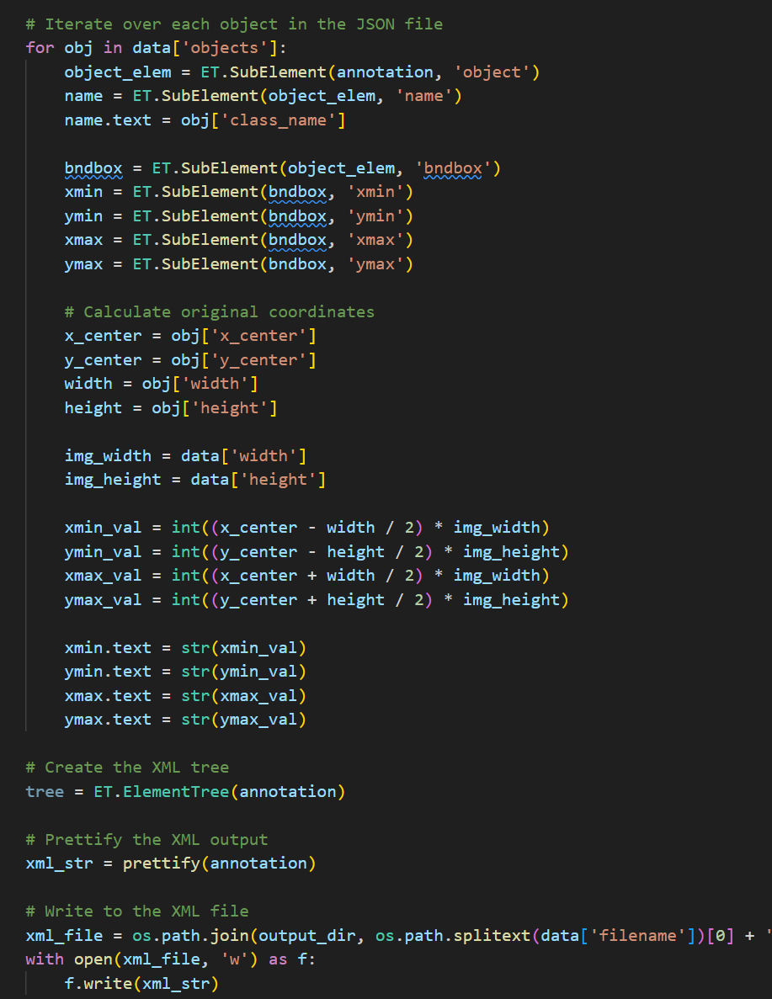 # Iterate over each object in the JSON file
for obj in data['objects']:
    object_elem = ET.SubElement(annotation, 'object')
    name = ET.SubElement(object_elem, 'name')
    name.text = obj['class_name']

    bndbox = ET.SubElement(object_elem, 'bndbox')
    xmin = ET.SubElement(bndbox, 'xmin')
    ymin = ET.SubElement(bndbox, 'ymin')
    xmax = ET.SubElement(bndbox, 'xmax')
    ymax = ET.SubElement(bndbox, 'ymax')

    # Calculate original coordinates
    x_center = obj['x_center']
    y_center = obj['y_center']
    width = obj['width']
    height = obj['height']

    img_width = data['width']
    img_height = data['height']

    xmin_val = int((x_center - width / 2) * img_width)
    ymin_val = int((y_center - height / 2) * img_height)
    xmax_val = int((x_center + width / 2) * img_width)
    ymax_val = int((y_center + height / 2) * img_height)

    xmin.text = str(xmin_val)
    ymin.text = str(ymin_val)
    xmax.text = str(xmax_val)
    ymax.text = str(ymax_val)

# Create the XML tree
tree = ET.ElementTree(annotation)

# Prettify the XML output
xml_str = prettify(annotation)

# Write to the XML file
xml_file = os.path.join(output_dir, os.path.splitext(data['filename'])[0] + '
with open(xml_file, 'w') as f:
    f.write(xml_str)